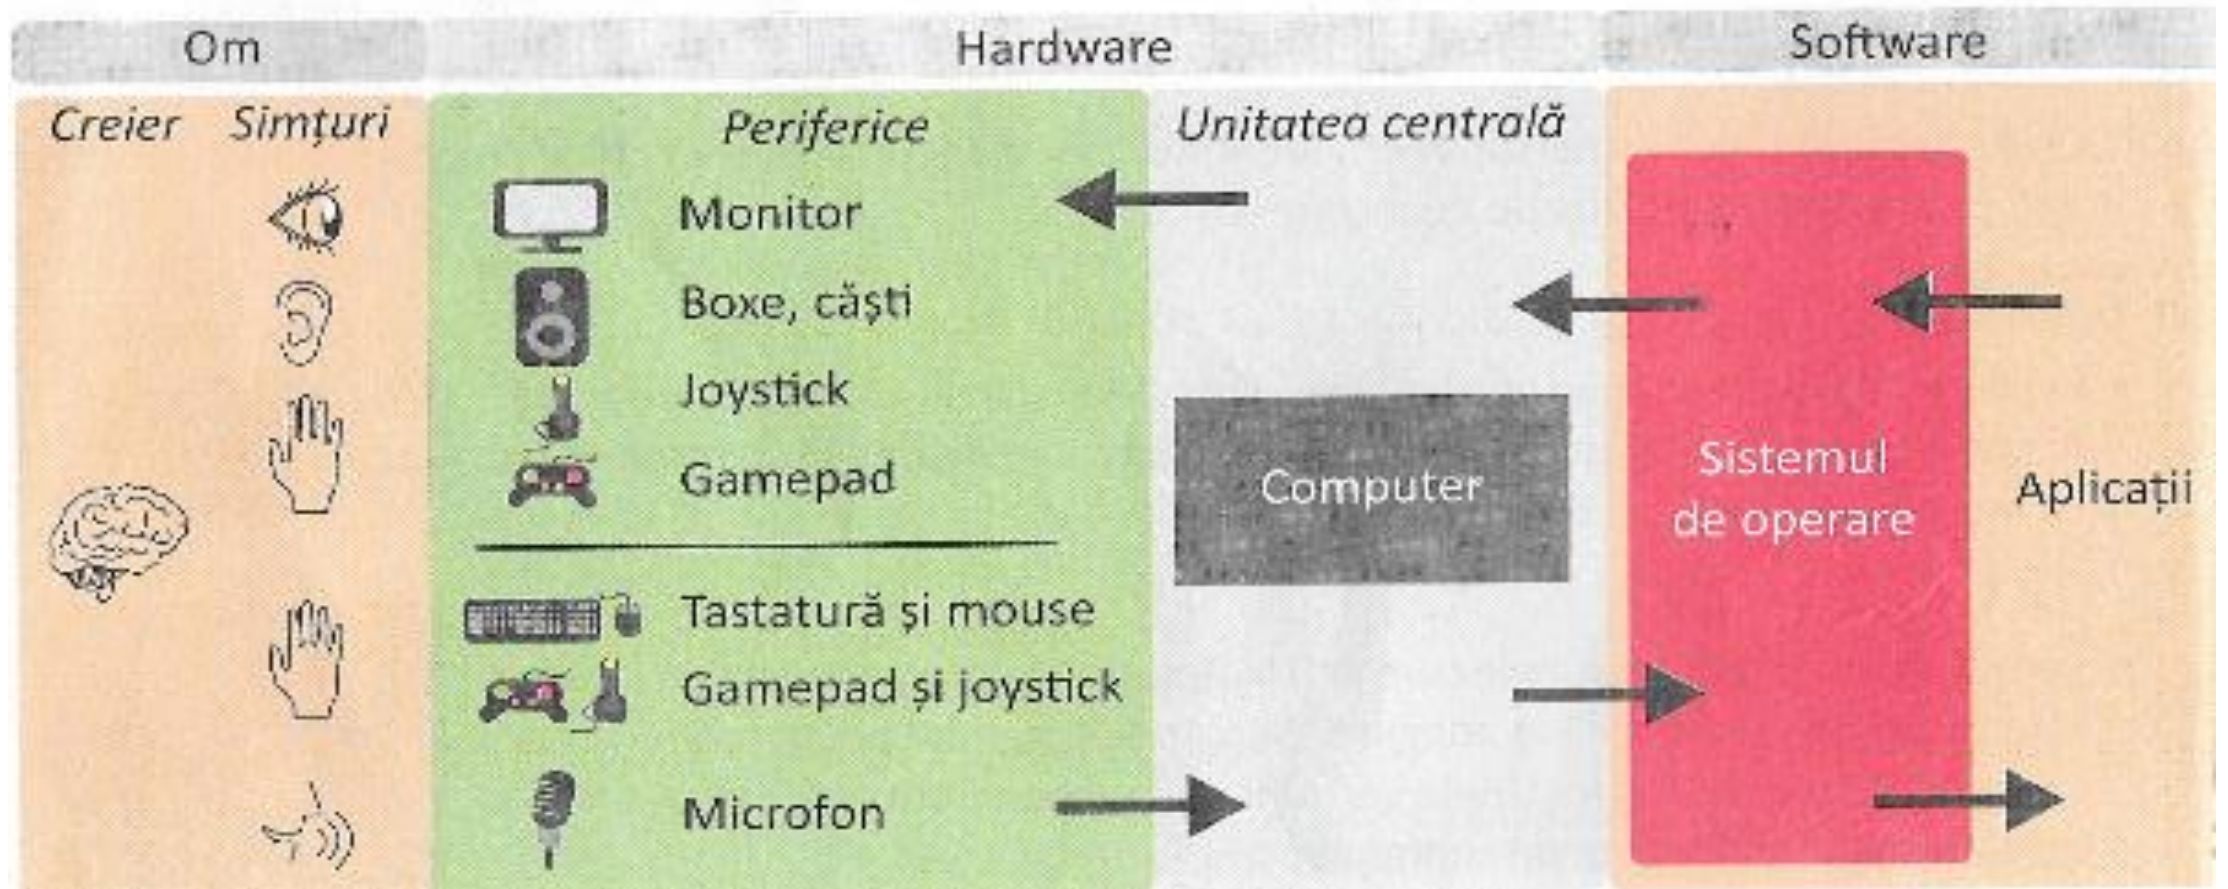 Om
Hardware
Software
Creier
Simțuri
Periferice
Unitatea centrală
Monitor
Boxe, căști
Joystick
Gamepad
Computer
Sistemul
de operare
Aplicații
Tastatură și mouse
Gamepad și joystick
Microfon